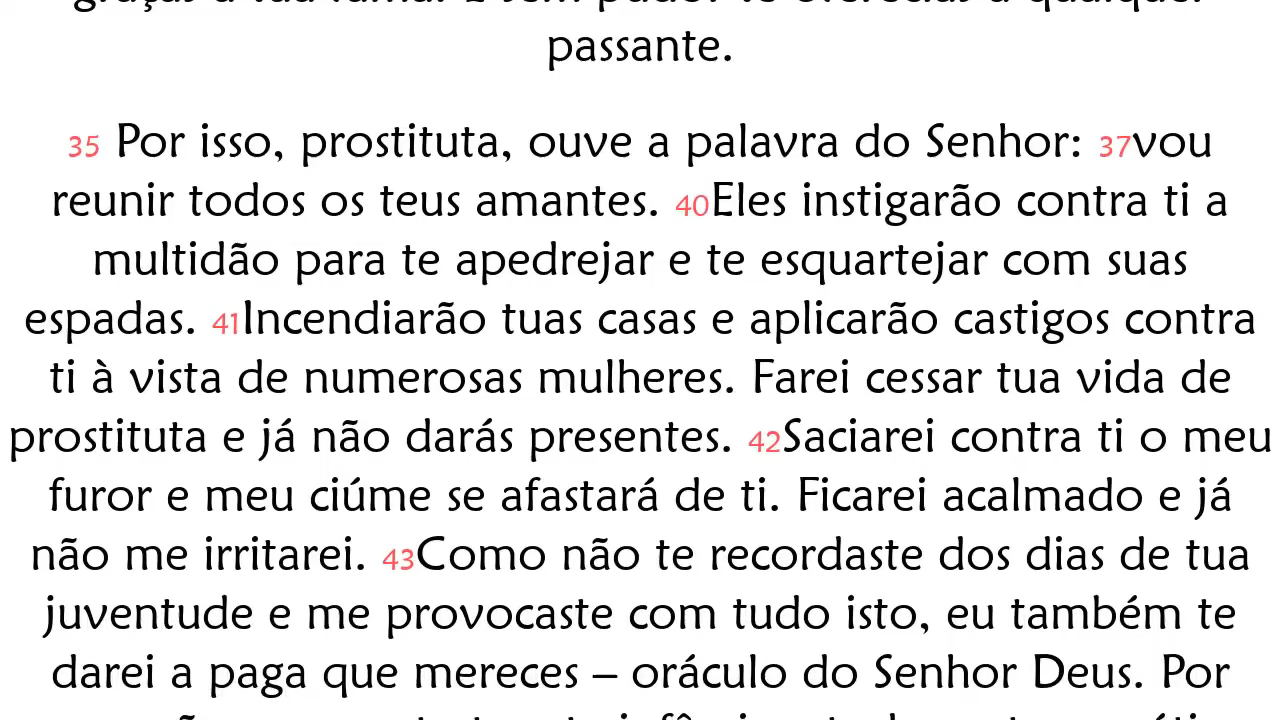 passante.
35 Por isso, prostituta, ouve a palavra do Senhor: 37vou
reunir todos os teus amantes. 40Eles instigarão contra ti a
multidão para te apedrejar e te esquartejar com suas
espadas. 41Incendiarão tuas casas e aplicarão castigos contra
ti à vista de numerosas mulheres. Farei cessar tua vida de
prostituta e já não darás presentes. 42Saciarei contra ti o meu
furor e meu ciúme se afastará de ti. Ficarei acalmado e já
não me irritarei. 43Como não te recordaste dos dias de tua
juventude e me provocaste com tudo isto, eu também te
darei a paga que mereces – oráculo do Senhor Deus. Por